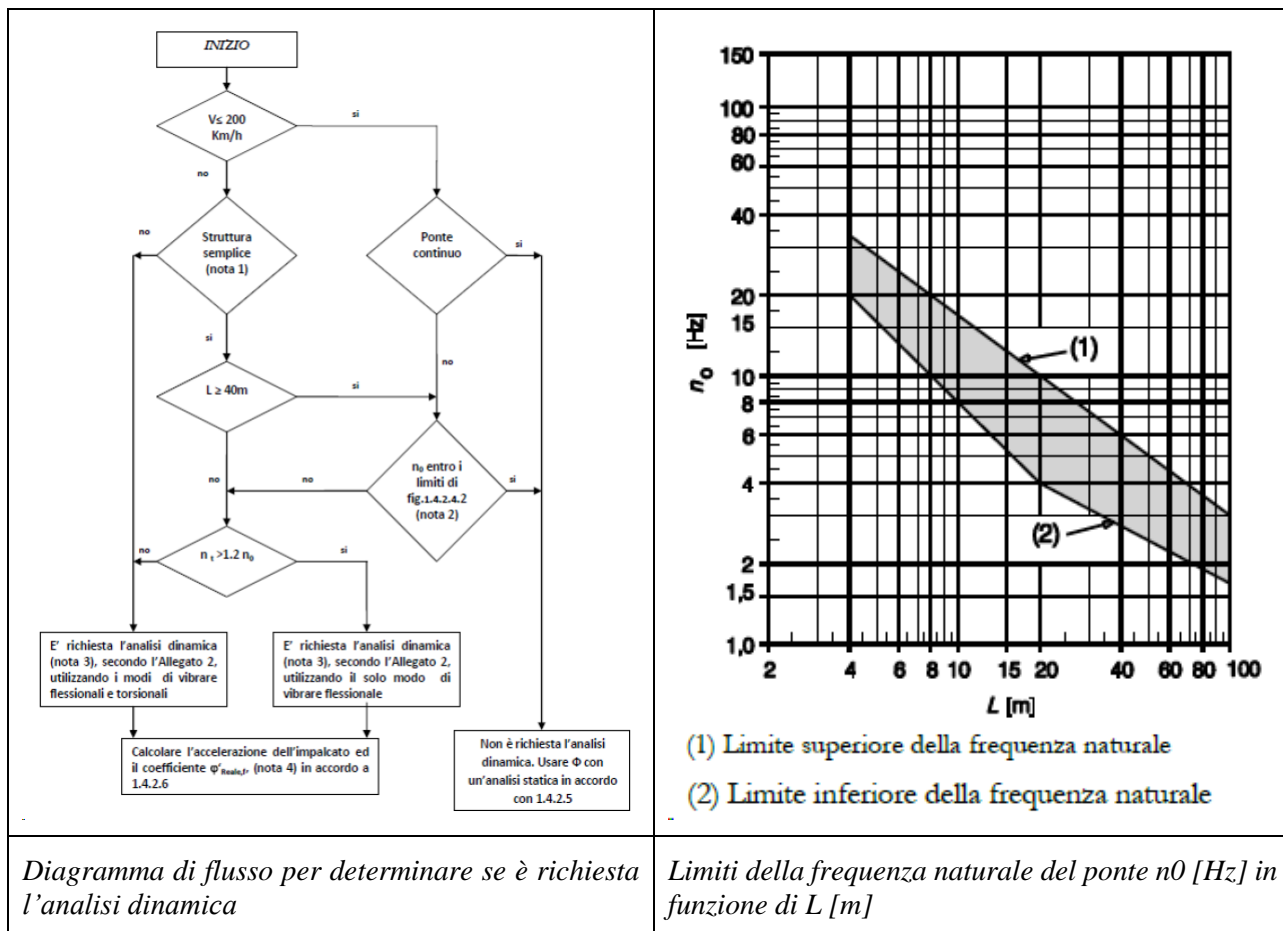 INIZIO
V≤ 200
Km/h
si
no
no
Struttura
semplice
(nota 1)
Ponte
continuo
si
si
no
L ≥ 40m
si
no
n₀ entro i
limiti di
fig.1.4.2.4.2
(nota 2)
no
si
no
n t >1.2 n₀
si
E' richiesta l'analisi dinamica
(nota 3), secondo l'Allegato 2,
utilizzando i modi di vibrare
flessionali e torsionali
E' richiesta l'analisi dinamica
(nota 3), secondo l'Allegato 2,
utilizzando il solo modo di
vibrare flessionale
Calcolare l'accelerazione dell'impalcato ed
il coefficiente φ'Reale,f, (nota 4) in accordo a
1.4.2.6
Non è richiesta l'analisi
dinamica. Usare Φ con
un'analisi statica in accordo
con 1.4.2.5
150
100
80
60
40
20
15
10
8
6
4
2
1,5
1,0
n₀ [Hz]
(1)
(2)
2 4 6 8 10 15 20 40 60 80 100
L [m]
(1) Limite superiore della frequenza naturale
(2) Limite inferiore della frequenza naturale
Diagramma di flusso per determinare se è richiesta
l'analisi dinamica
Limiti della frequenza naturale del ponte n0 [Hz] in
funzione di L [m]